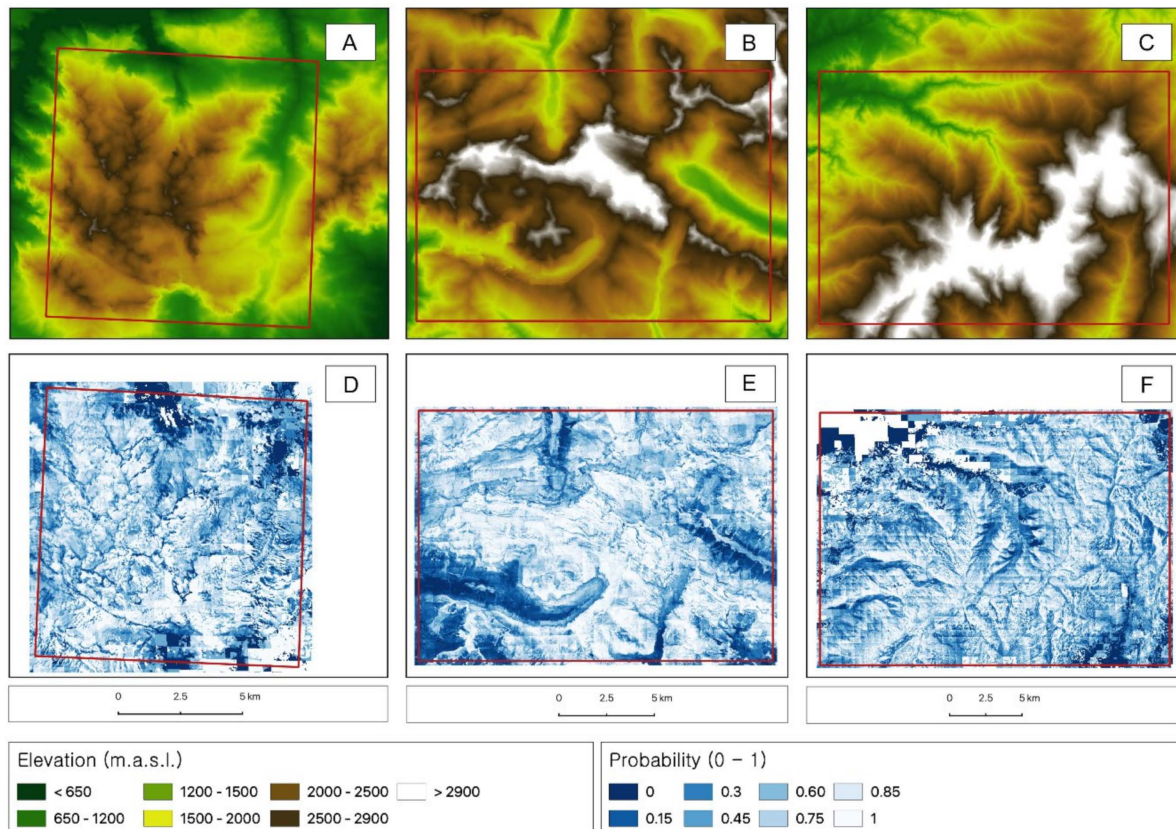 A
B
C
D
E
F
0 2.5 5 km
0 2.5 5 km
0 2.5 5 km
Elevation (m.a.s.l.)
< 650 1200 - 1500 2000 - 2500 > 2900
650 - 1200 1500 - 2000 2500 - 2900
Probability (0 - 1)
0 0.3 0.60 0.85
0.15 0.45 0.75 1